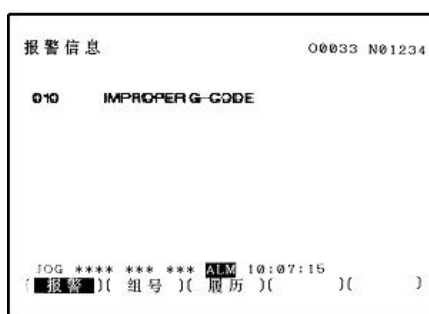 报警信息 O0033 N01234
010 IMPROPER G-CODE
JOG **** *** *** ALM 10:07:15
( 报警 )( 组号 )( 履历 )( )( )